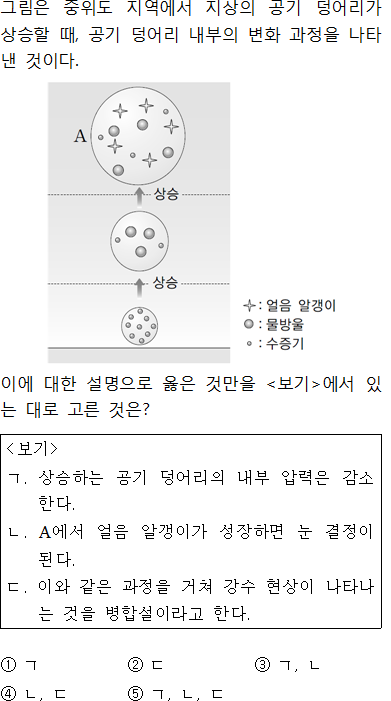 그림은 중위도 지역에서 지상의 공기 덩어리가
상승할 때, 공기 덩어리 내부의 변화 과정을 나타
낸 것이다.
A
상승
상승
: 얼음 알갱이
: 물방울
: 수증기
이에 대한 설명으로 옳은 것만을 <보기>에서 있
는 대로 고른 것은?
<보기>
ㄱ. 상승하는 공기 덩어리의 내부 압력은 감소
한다.
ㄴ. A에서 얼음 알갱이가 성장하면 눈 결정이
된다.
ㄷ. 이와 같은 과정을 거쳐 강수 현상이 나타나
는 것을 병합설이라고 한다.
① ㄱ ② ㄷ ③ ㄱ, ㄴ
④ ㄴ, ㄷ ⑤ ㄱ, ㄴ, ㄷ